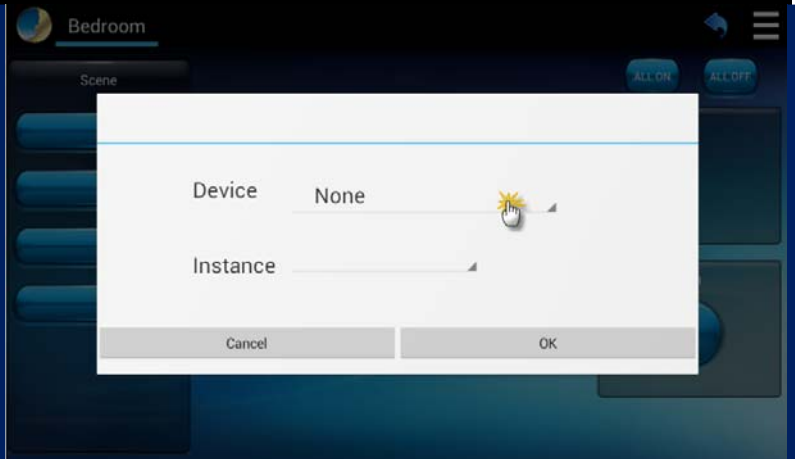 Bedroom
Scene
ALL ON
ALL OFF
Device
None
Instance
Cancel
OK